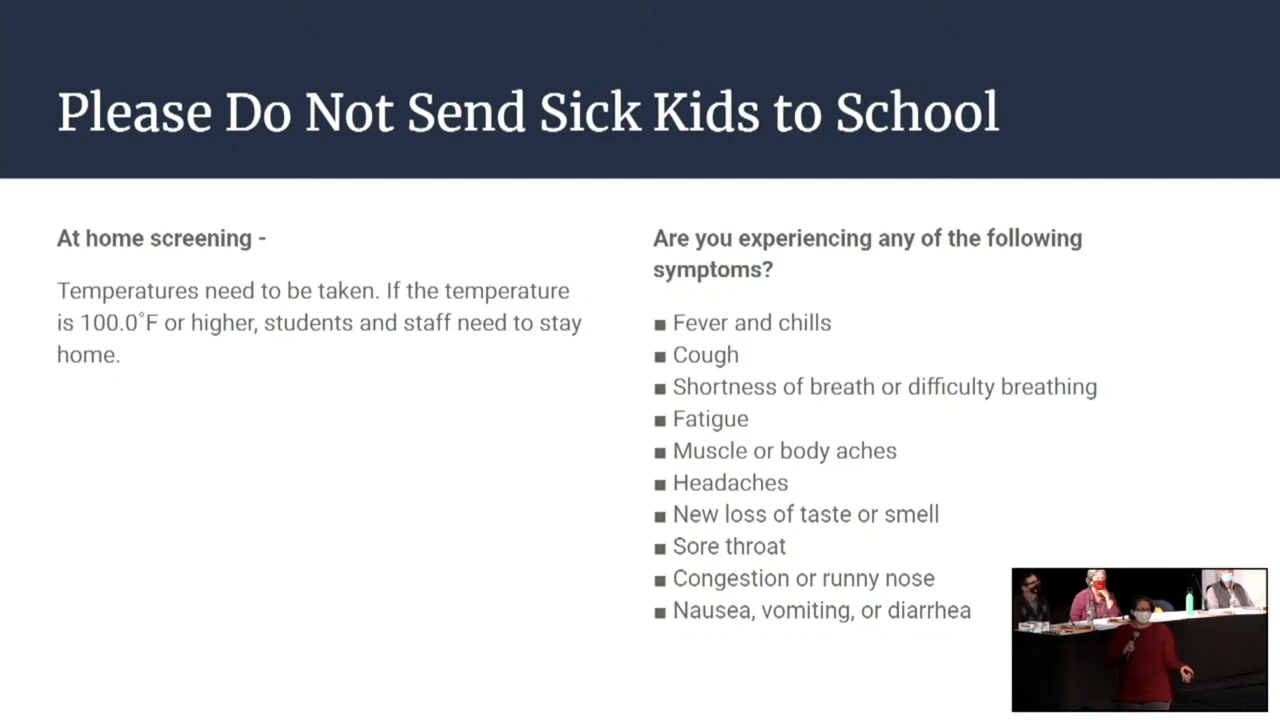 Please Do Not Send Sick Kids to School
At home screening -
Temperatures need to be taken. If the temperature
is 100.0˚F or higher, students and staff need to stay
home.
Are you experiencing any of the following
symptoms?
■ Fever and chills
■ Cough
■ Shortness of breath or difficulty breathing
■ Fatigue
■ Muscle or body aches
■ Headaches
■ New loss of taste or smell
■ Sore throat
■ Congestion or runny nose
■ Nausea, vomiting, or diarrhea